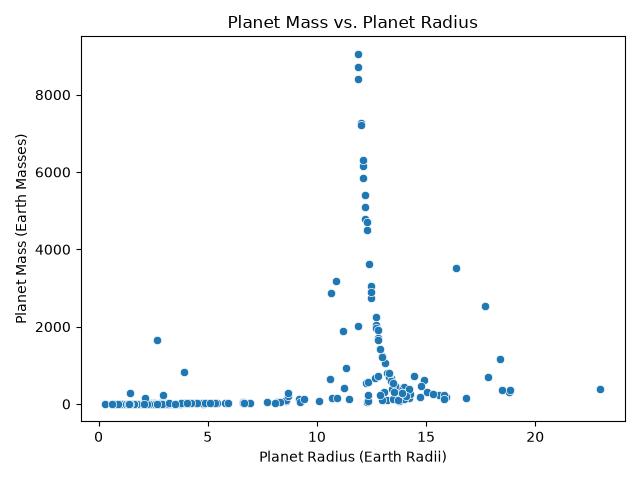 Planet Mass vs. Planet Radius
Planet Mass (Earth Masses)
8000
6000
4000
2000
0
0 5 10 15 20
Planet Radius (Earth Radii)